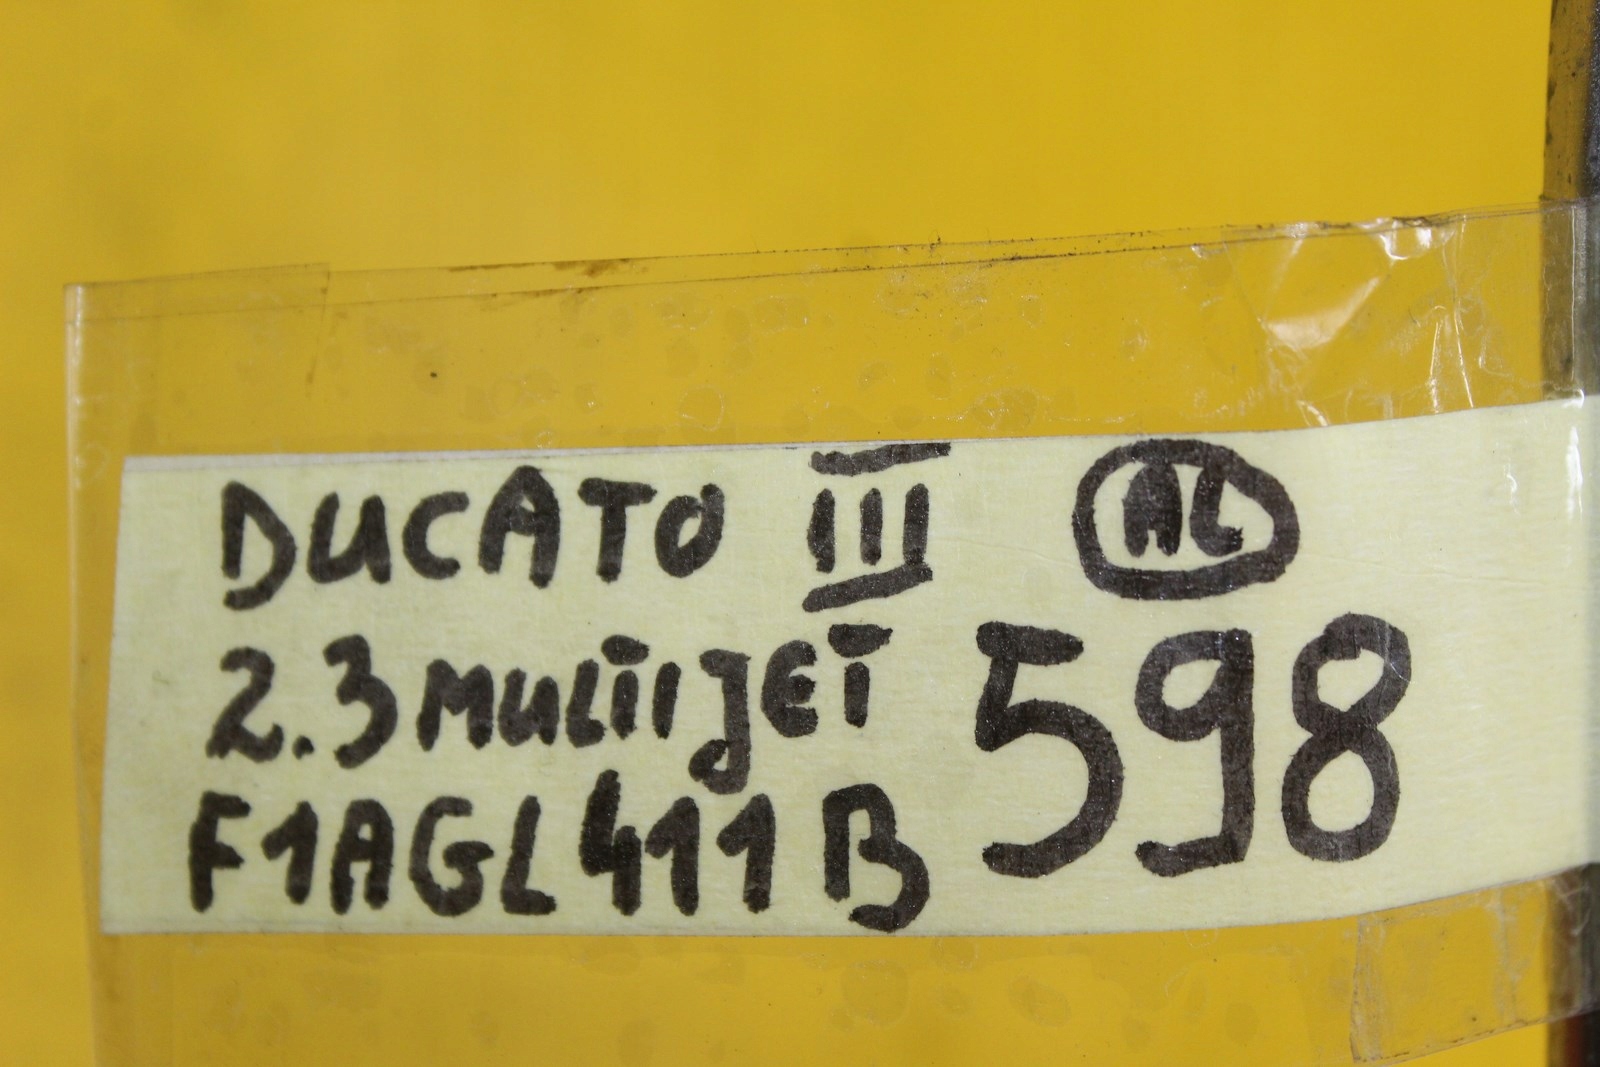 DUCATO III AL
2.3 MULTIJET 598
F1AGL411B